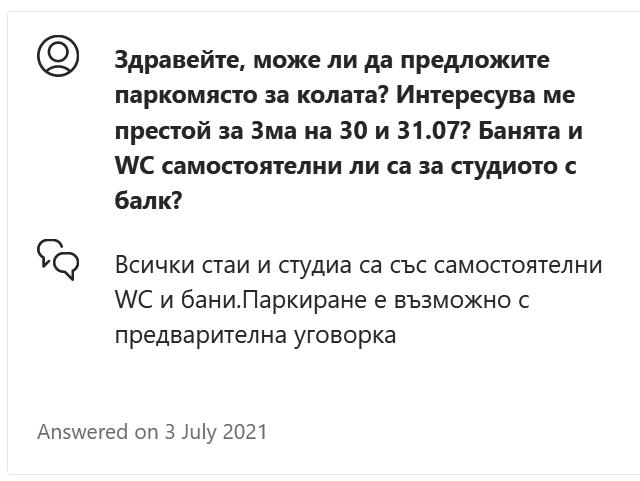 Здравейте, може ли да предложите
паркомясто за колата? Интересува ме
престой за 3ма на 30 и 31.07? Банята и
WC самостоятелни ли са за студиото с
балк?
Всички стаи и студиа са със самостоятелни
WC и бани.Паркиране е възможно с
предварителна уговорка
Answered on 3 July 2021